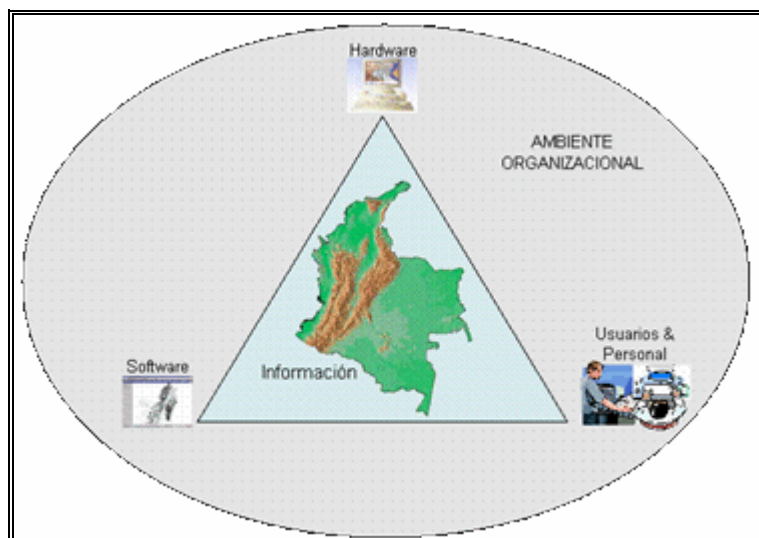 Hardware
AMBIENTE
ORGANIZACIONAL
Usuarios &
Personal
Software
Información